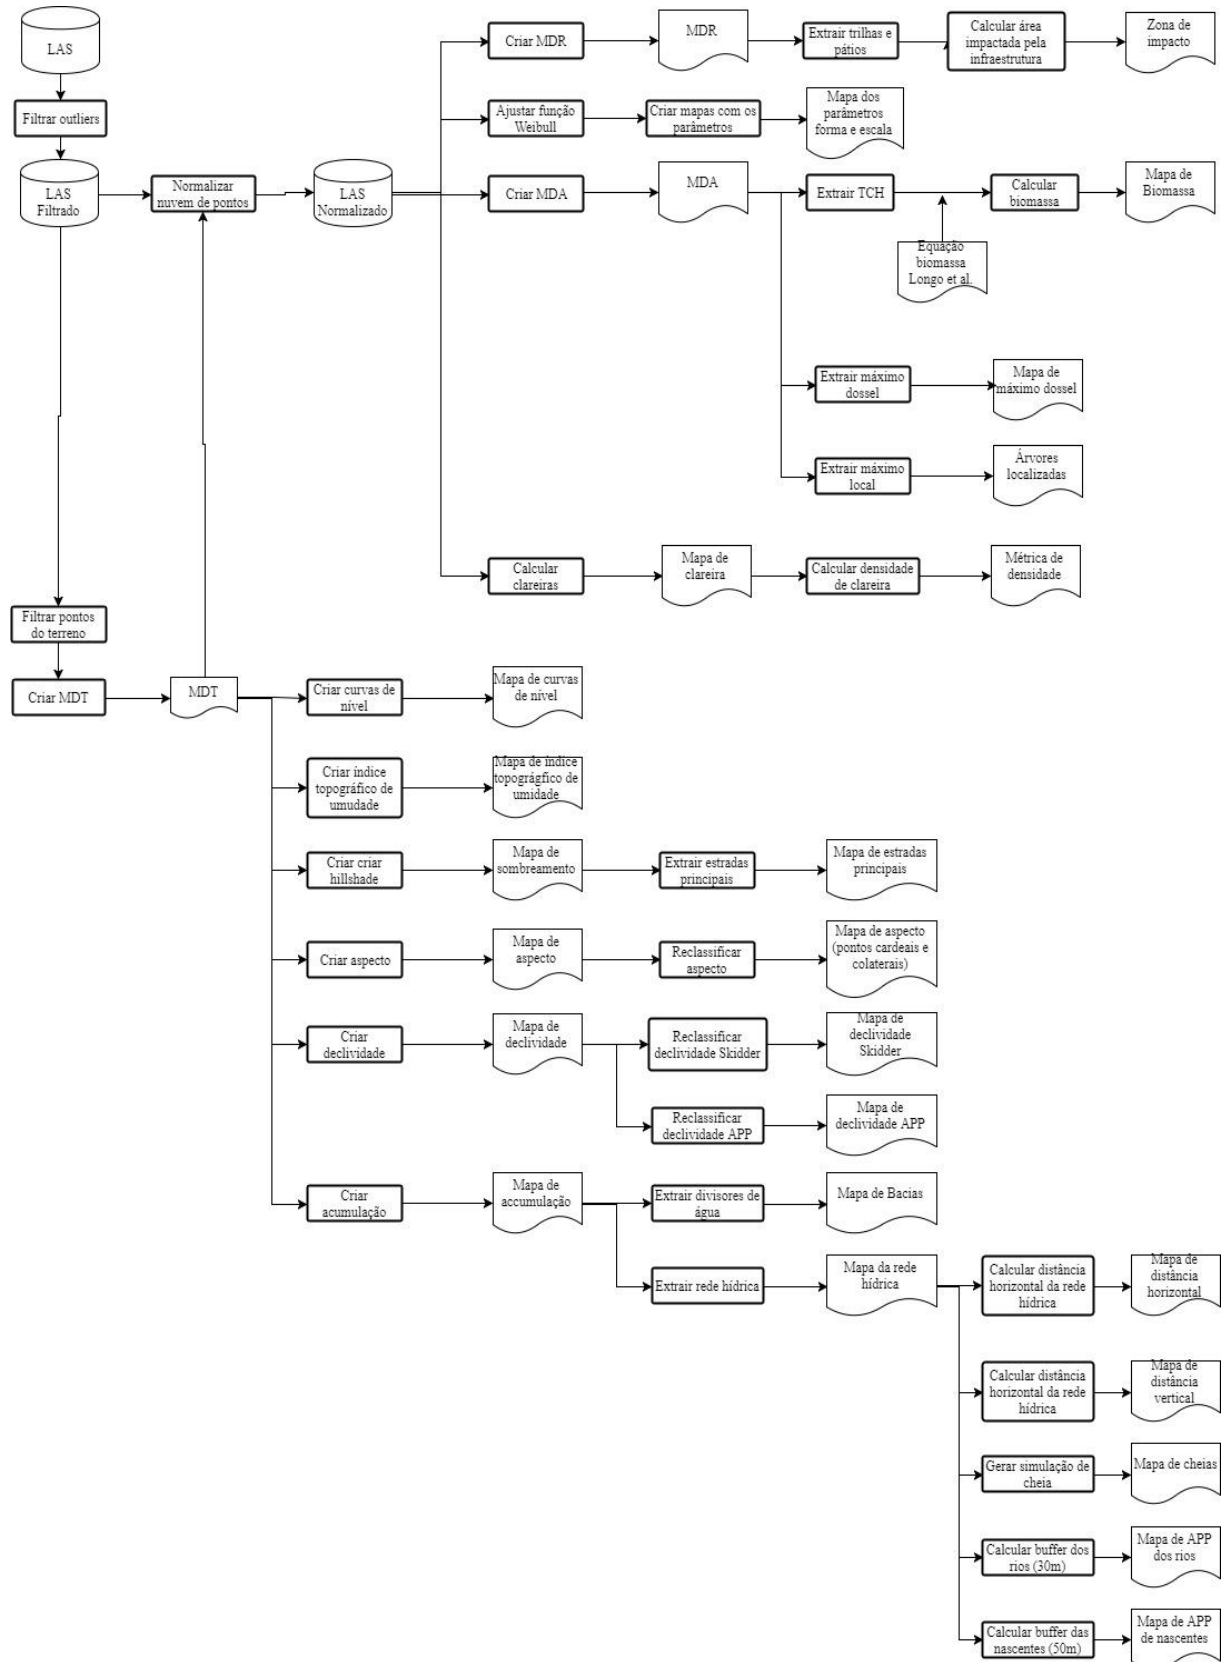 LAS
Filtrar outliers
LAS
Filtrado
Normalizar
nuvem de pontos
LAS
Normalizado
Criar MDR
MDR
Extrair trilhas e
pátios
Calcular área
impactada pela
infraestrutura
Zona de
impacto
Ajustar função
Weibull
Criar mapas com os
parâmetros
Mapa dos
parâmetros
forma e escala
Criar MDA
MDA
Extrair TCH
Calcular
biomassa
Mapa de
Biomassa
Equação
biomassa
Longo et al.
Extrair máximo
dossel
Mapa de
máximo dossel
Extrair máximo
local
Árvores
localizadas
Calcular
clareiras
Mapa de
clareira
Calcular densidade
de clareira
Métrica de
densidade
Filtrar pontos
do terreno
Criar MDT
MDT
Criar curvas de
nível
Mapa de curvas
de nível
Criar índice
topográfico de
umudade
Mapa de índice
topográgfico de
umidade
Criar criar
hillshade
Mapa de
sombreamento
Extrair estradas
principais
Mapa de estradas
principais
Criar aspecto
Mapa de
aspecto
Reclassificar
aspecto
Mapa de aspecto
(pontos cardeais e
colaterais)
Criar
declividade
Mapa de
declividade
Reclassificar
declividade Skidder
Mapa de
declividade
Skidder
Reclassificar
declividade APP
Mapa de
declividade APP
Criar
acumulação
Mapa de
accumulação
Extrair divisores de
água
Mapa de Bacias
Extrair rede hídrica
Mapa da rede
hídrica
Calcular distância
horizontal da rede
hídrica
Mapa de
distância
horizontal
Calcular distância
horizontal da rede
hídrica
Mapa de
distância
vertical
Gerar simulação de
cheia
Mapa de cheias
Calcular buffer dos
rios (30m)
Mapa de APP
dos rios
Calcular buffer das
nascentes (50m)
Mapa de APP
de nascentes